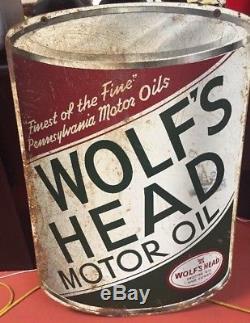 "Finest of the Fine"
Pennsylvania Motor Oils
WOLF'S
HEAD
MOTOR OIL
WOLF'S HEAD